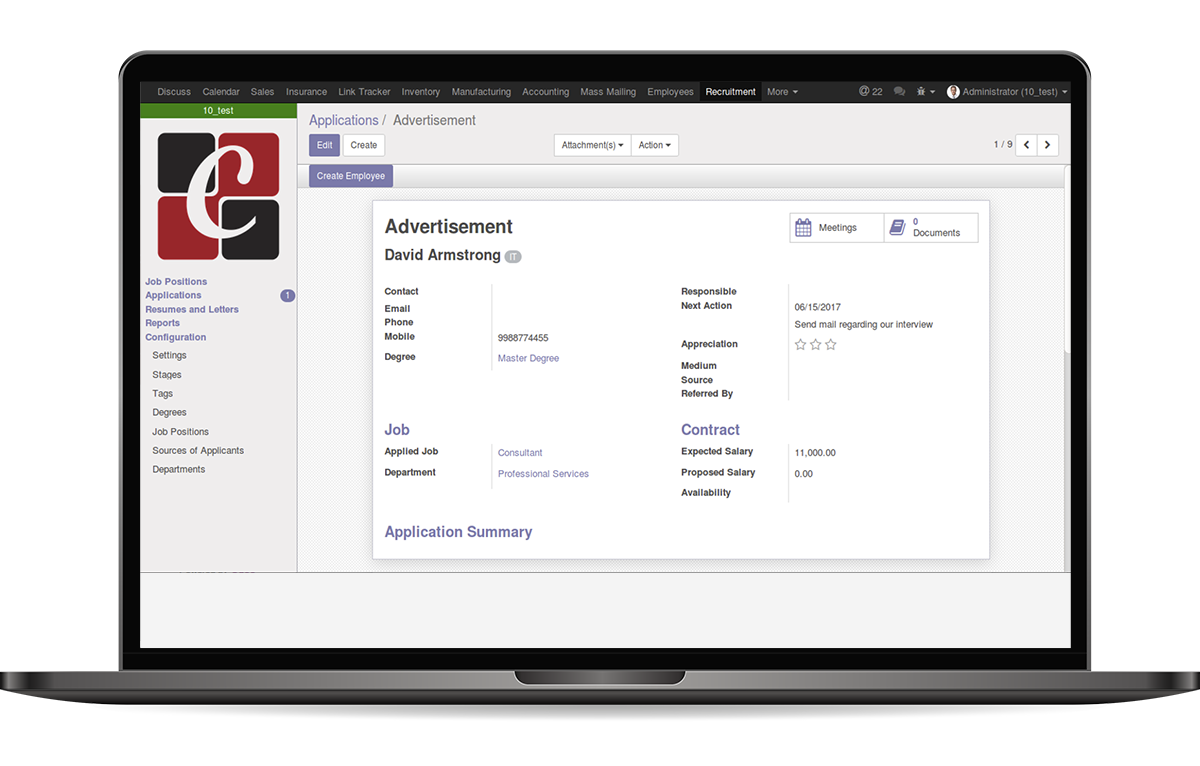 Discuss Calendar Sales Insurance Link Tracker Inventory Manufacturing Accounting Mass Mailing Employees Recruitment More @ 22 Administrator (10_test)
10_test
C
Applications / Advertisement
Edit Create Attachment(s) Action 1 / 9
Create Employee
Advertisement
Meetings
0
Documents
David Armstrong IT
Job Positions
Applications 1
Resumes and Letters
Reports
Configuration
Settings
Stages
Tags
Degrees
Job Positions
Sources of Applicants
Departments
Contact
Email
Phone
Mobile 9988774455
Degree Master Degree
Responsible
Next Action 06/15/2017
Send mail regarding our interview
Appreciation
Medium
Source
Referred By
Job
Applied Job Consultant
Department Professional Services
Contract
Expected Salary 11,000.00
Proposed Salary 0.00
Availability
Application Summary